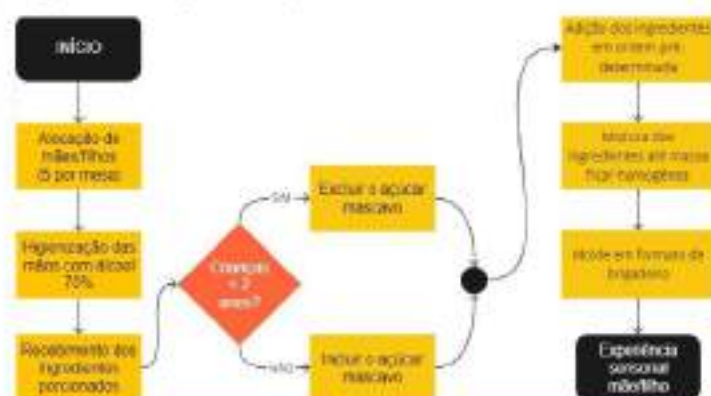 INÍCIO
Alocação de
mães/filhos
(5 por mesa)
Higienização das
mãos com álcool
70%
Recebimento dos
ingredientes
porcionados
Crianças
< 2
anos?
SIM
Excluir o açúcar
mascavo
NÃO
Incluir o açúcar
mascavo
Adição dos ingredientes
em ordem pré-
determinada
Mistura dos
ingredientes até massa
ficar homogênea
Molde em formato de
brigadeiro
Experiência
sensorial
mãe/filho